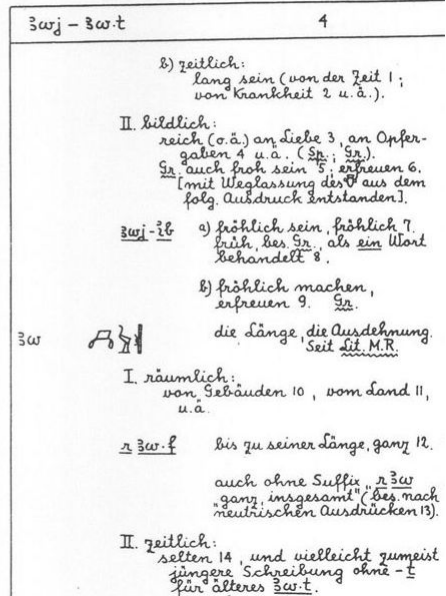 ꜣwj – ꜣw·t 4
b) zeitlich:
lang sein (von der Zeit 1;
von Krankheit 2 u. ä.).
II. bildlich:
reich (o. ä.) an Liebe 3, an Opfer-
gaben 4 u. ä. (Sp.; Gr.).
Gr. auch froh sein 5, erfreuen 6.
[mit Weglassung des 𓄣 aus dem
folg. Ausdruck entstanden].
ꜣwj-ib a) fröhlich sein, fröhlich 7.
früh, bes. Gr., als ein Wort
behandelt 8.
b) fröhlich machen,
erfreuen 9. Gr.
ꜣw die Länge, die Ausdehnung.
Seit Lit. M.R.
I. räumlich:
von Gebäuden 10, vom Land 11,
u. ä.
r ꜣw·f bis zu seiner Länge, ganz 12.
auch ohne Suffix „r ꜣw
ganz, insgesamt" (bes. nach
neutrischen Ausdrücken 13).
II. zeitlich:
selten 14, und vielleicht zumeist
jüngere Schreibung ohne -t
für älteres ꜣw·t.